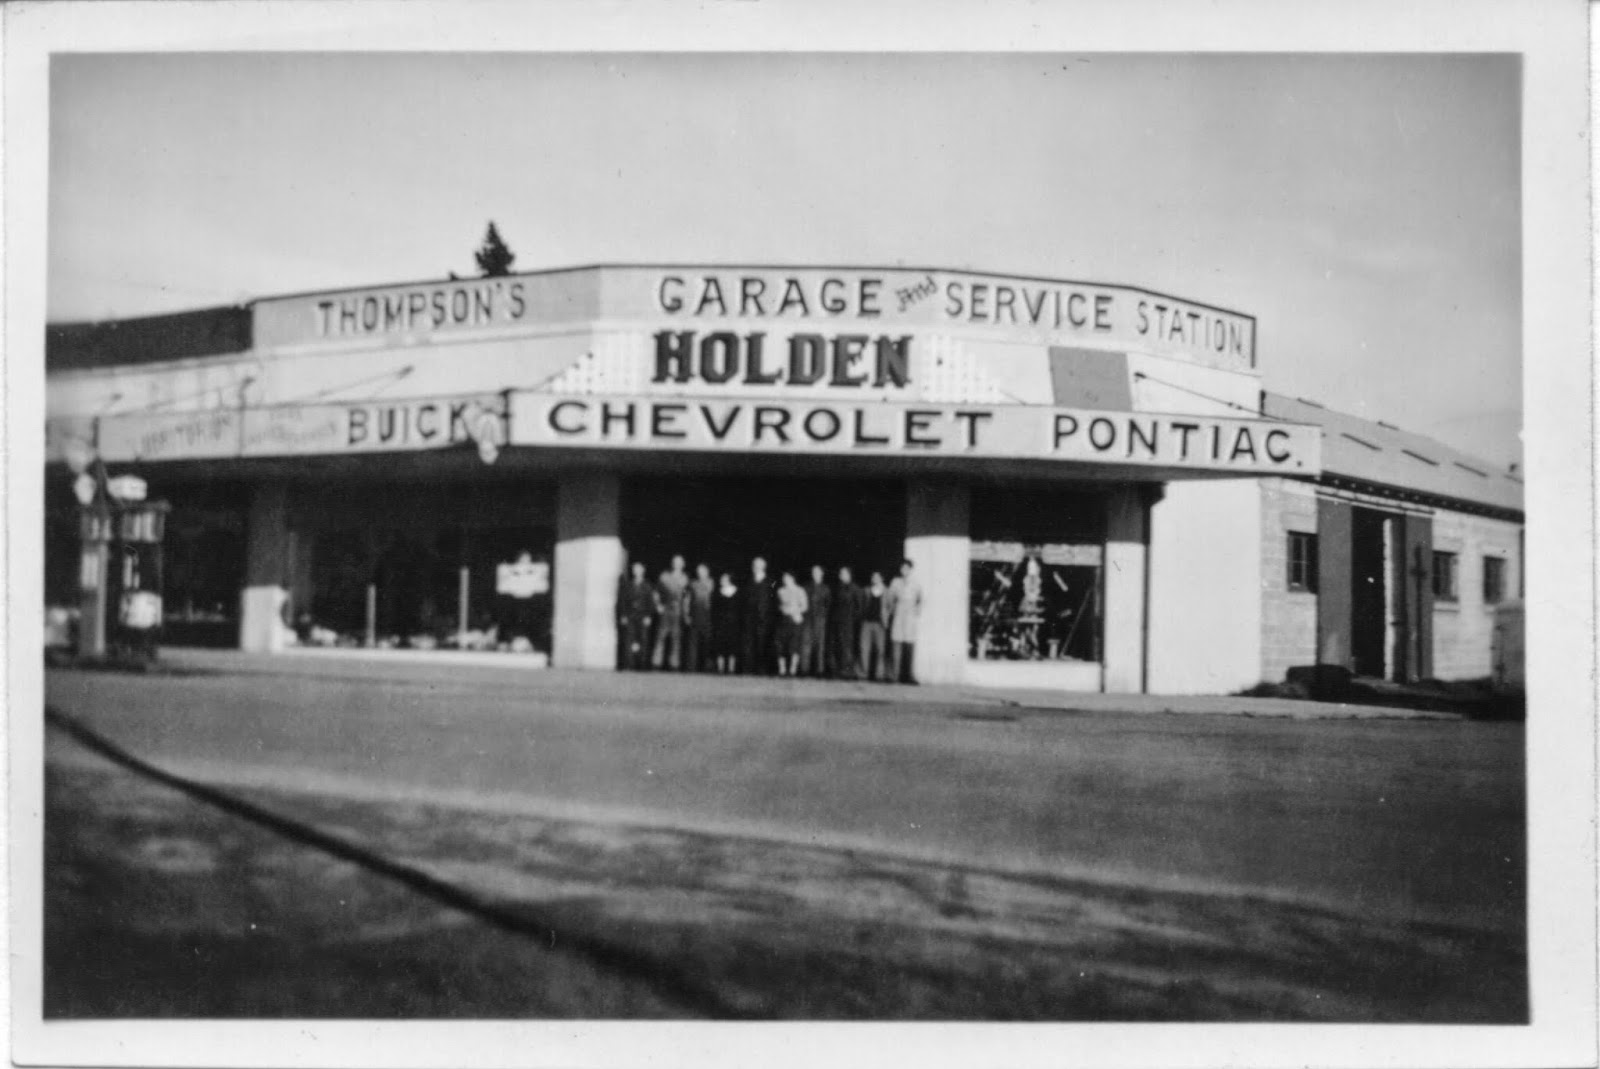 THOMPSON'S GARAGE and SERVICE STATION.
HOLDEN
BUICK CHEVROLET PONTIAC.